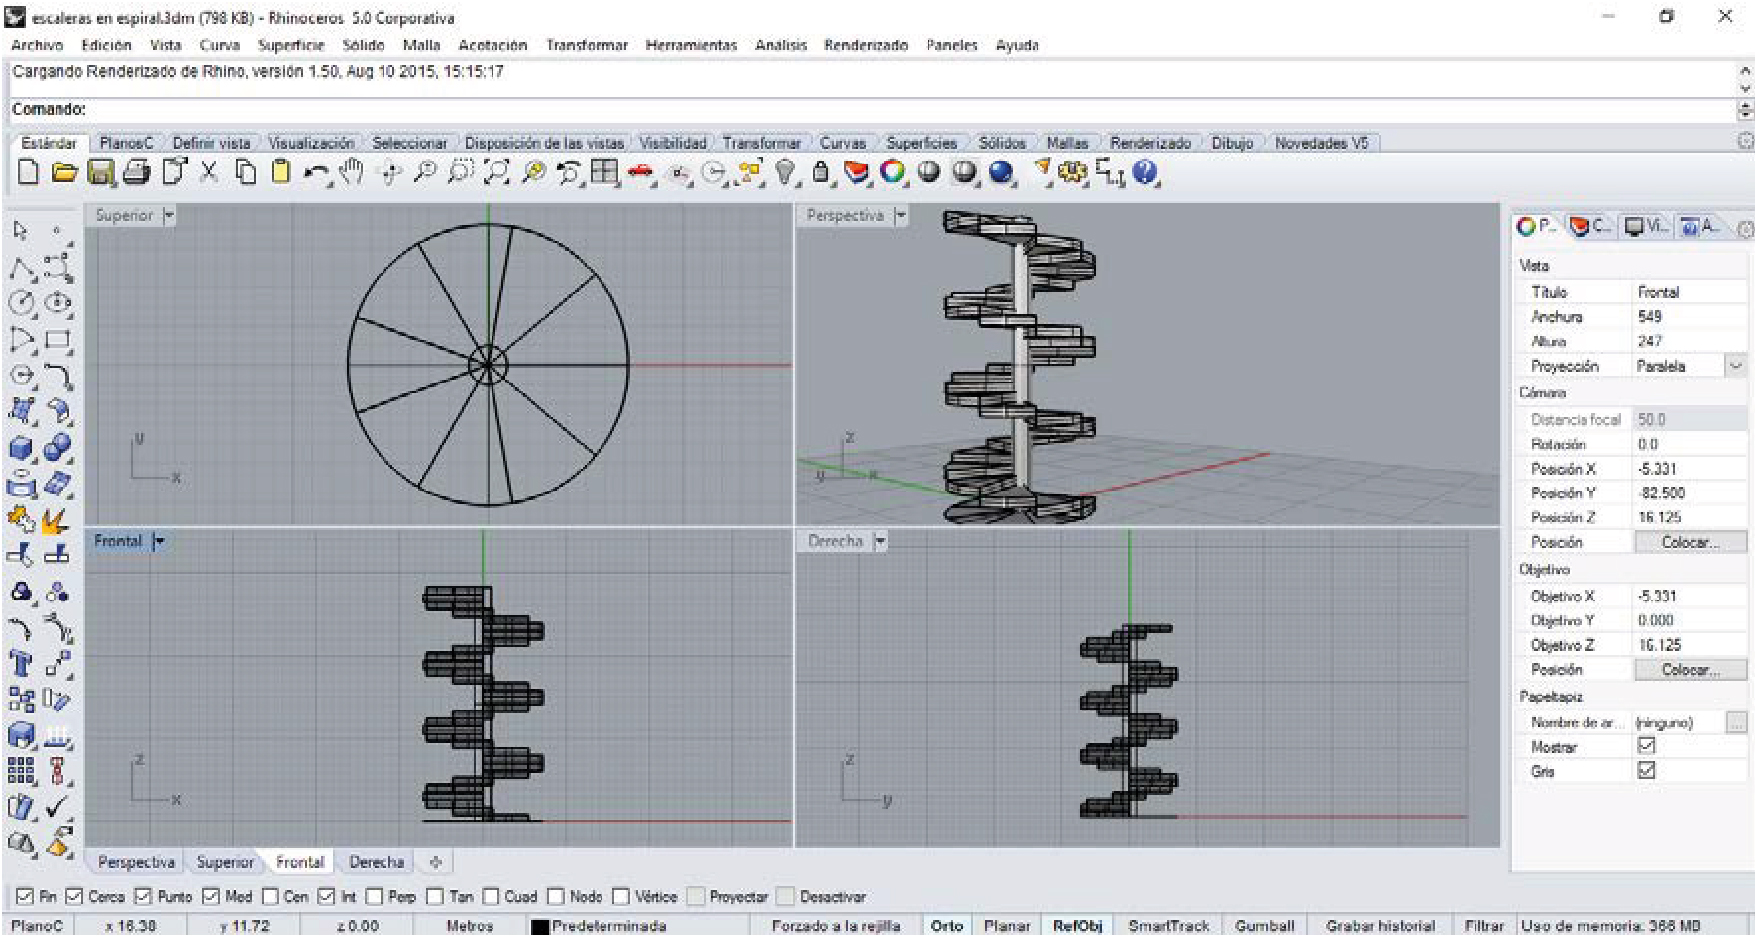 escaleras en espiral.3dm (798 KB) - Rhinoceros 5.0 Corporativa
Archivo Edición Vista Curva Superficie Sólido Malla Acotación Transformar Herramientas Análisis Renderizado Paneles Ayuda
Cargando Renderizado de Rhino, versión 1.50, Aug 10 2015, 15:15:17
Comando:
Estándar PlanosC Definir vista Visualización Seleccionar Disposición de las vistas Visibilidad Transformar Curvas Superficies Sólidos Mallas Renderizado Dibujo Novedades V5
Superior
y
x
Perspectiva
z
y
x
Frontal
z
x
Derecha
z
y
P... C... Vi... A...
Vista
Título Frontal
Anchura 549
Altura 247
Proyección Paralela
Cámara
Distancia focal 50.0
Rotación 0.0
Posición X -5.331
Posición Y -82.500
Posición Z 16.125
Posición Colocar...
Objetivo
Objetivo X -5.331
Objetivo Y 0.000
Objetivo Z 16.125
Posición Colocar...
Papel tapiz
Nombre de ar... (ninguno) ...
Mostrar
Gris
Perspectiva Superior Frontal Derecha
Fin Cerca Punto Med Cen Int Perp Tan Cuad Nodo Vértice Proyectar Desactivar
PlanoC x 16.38 y 11.72 z 0.00 Metros Predeterminada Forzado a la rejilla Orto Planar RefObj SmartTrack Gumball Grabar historial Filtrar Uso de memoria: 366 MB